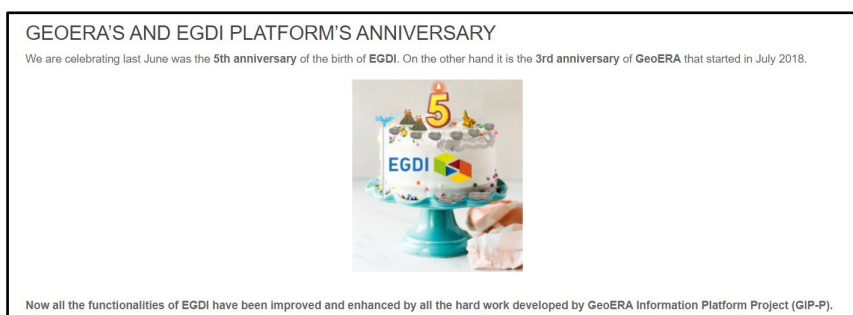 GEOERA'S AND EGDI PLATFORM'S ANNIVERSARY
We are celebrating last June was the 5th anniversary of the birth of EGDI. On the other hand it is the 3rd anniversary of GeoERA that started in July 2018.
5
EGDI
Now all the functionalities of EGDI have been improved and enhanced by all the hard work developed by GeoERA Information Platform Project (GIP-P).